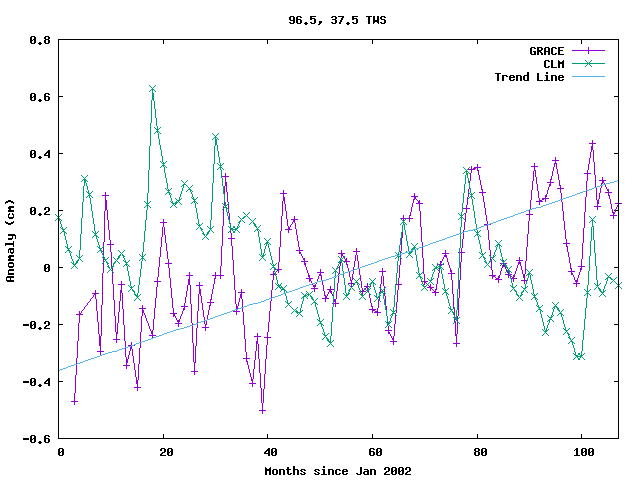 96.5, 37.5 TWS
GRACE
CLM
Trend Line
Anomaly (cm)
0.8
0.6
0.4
0.2
0
-0.2
-0.4
-0.6
0 20 40 60 80 100
Months since Jan 2002